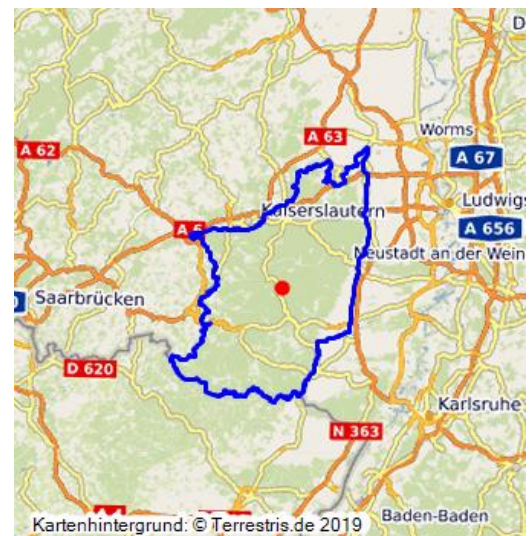 D
A 63
A 62
Worms
A 67
Kaiserslautern
Ludwigs
A 6
A 656
Neustadt an der Wein
Saarbrücken
D 620
Karlsruhe
N 363
Baden-Baden
Kartenhintergrund: © Terrestris.de 2019